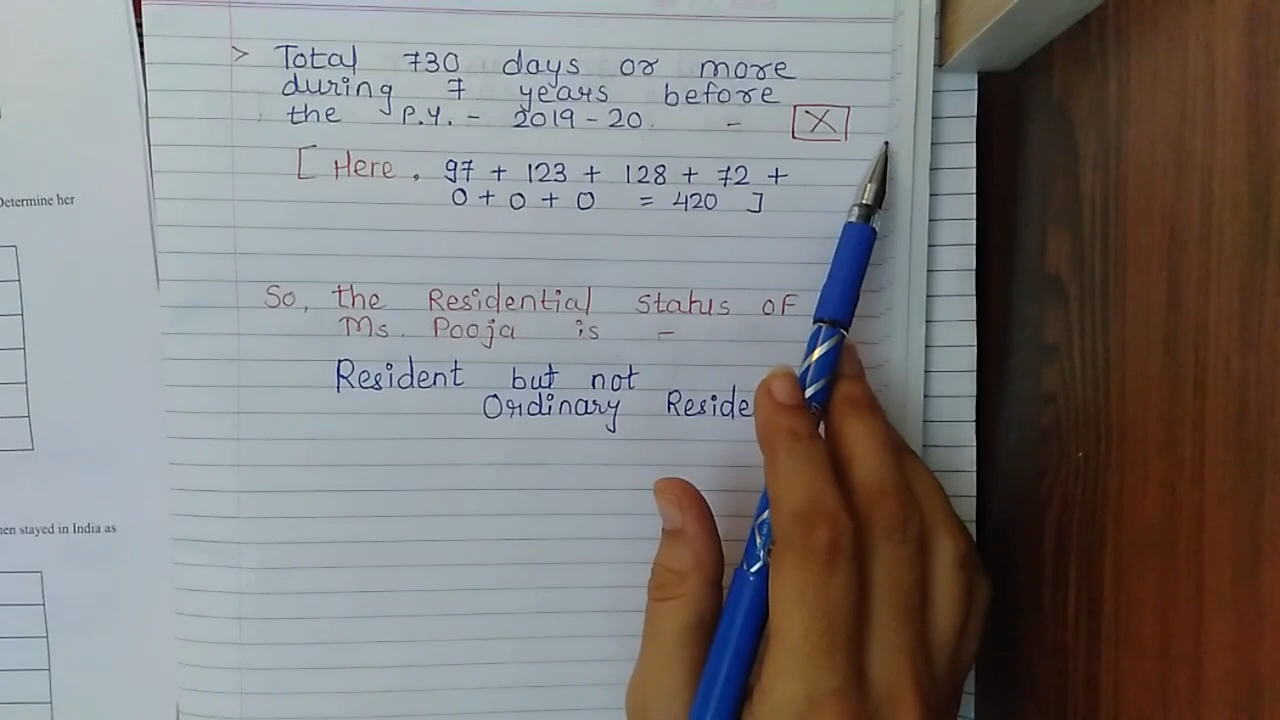 > Total 730 days or more
during 7 years before
the P.Y. - 2019-20. - X
[ Here, 97 + 123 + 128 + 72 +
0 + 0 + 0 = 420 ]
So, the Residential Status of
Ms. Pooja is -
Resident but not
Ordinary
Determine her
stayed in India as